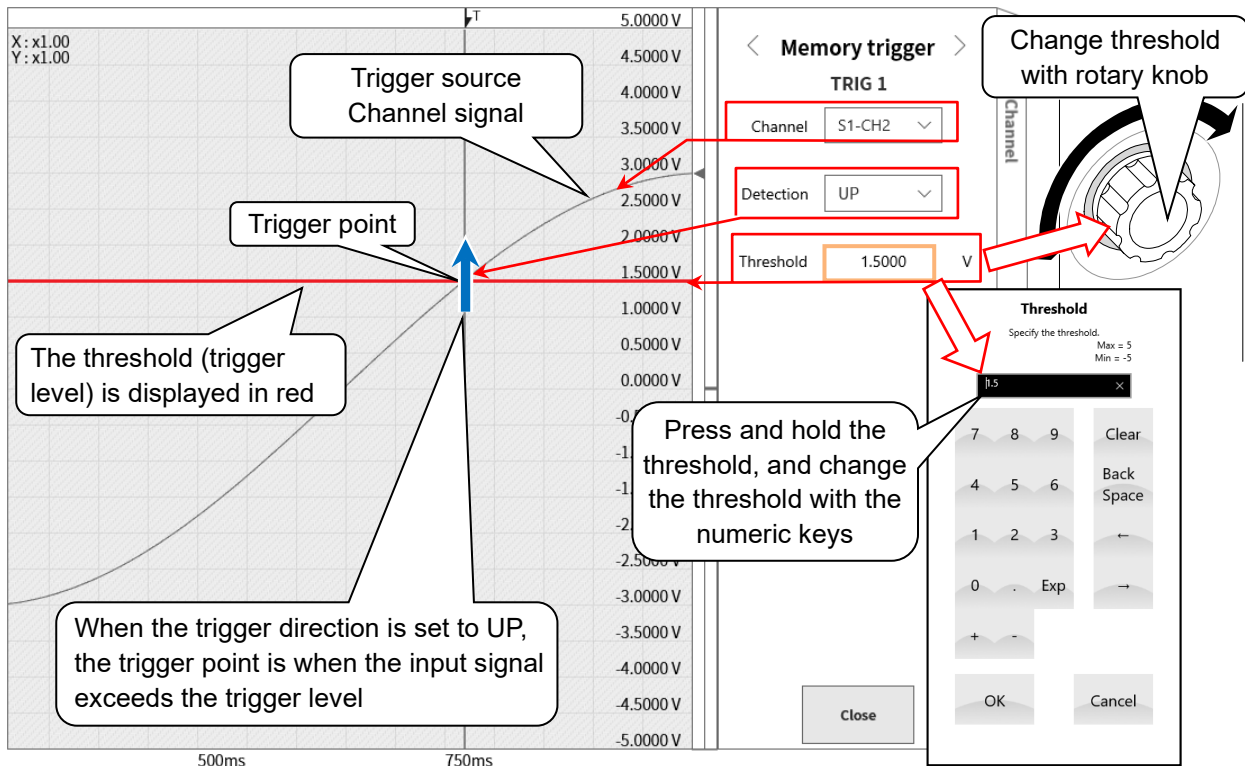 T
X : x1.00
Y : x1.00
5.0000 V
4.5000 V
4.0000 V
3.5000 V
3.0000 V
2.5000 V
2.0000 V
1.5000 V
1.0000 V
0.5000 V
0.0000 V
-0.
-1.
-1.
-2.
-2.5000 V
-3.0000 V
-3.5000 V
-4.0000 V
-4.5000 V
-5.0000 V
500ms
750ms
Trigger source
Channel signal
Trigger point
The threshold (trigger
level) is displayed in red
When the trigger direction is set to UP,
the trigger point is when the input signal
exceeds the trigger level
Memory trigger
TRIG 1
Channel S1-CH2
Detection UP
Threshold 1.5000 V
Close
Channel
Change threshold
with rotary knob
Press and hold the
threshold, and change
the threshold with the
numeric keys
Threshold
Specify the threshold.
Max = 5
Min = -5
1.5 ×
7 8 9 Clear
4 5 6 Back
Space
1 2 3 ←
0 . Exp →
+ -
OK Cancel